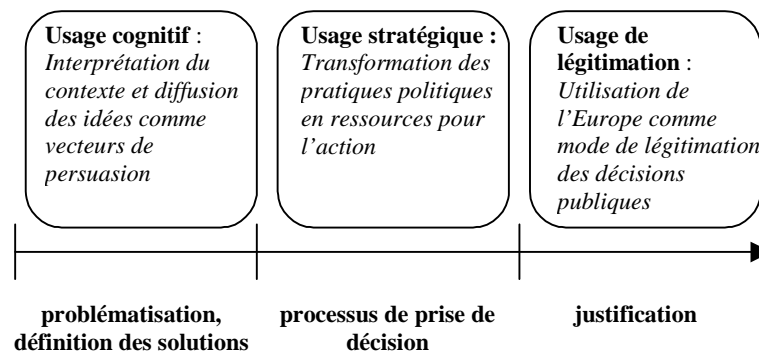 Usage cognitif :
Interprétation du
contexte et diffusion
des idées comme
vecteurs de
persuasion
Usage stratégique :
Transformation des
pratiques politiques
en ressources pour
l'action
Usage de
légitimation :
Utilisation de
l'Europe comme
mode de légitimation
des décisions
publiques
problématisation,
définition des solutions
processus de prise de
décision
justification